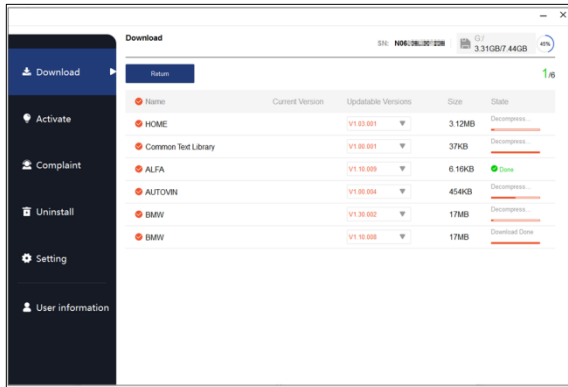 Download
SN:
G:/
3.31GB/7.44GB
Download
Return
1/6
Name Current Version Updatable Versions Size State
Activate
HOME V1.03.001 3.12MB Decompress...
Common Text Library V1.00.001 37KB Decompress...
Complaint
ALFA V1.10.009 6.16KB Done
AUTOVIN V1.00.004 454KB Decompress...
Uninstall
BMW V1.30.002 17MB Decompress...
BMW V1.10.008 17MB Download Done
Setting
User information